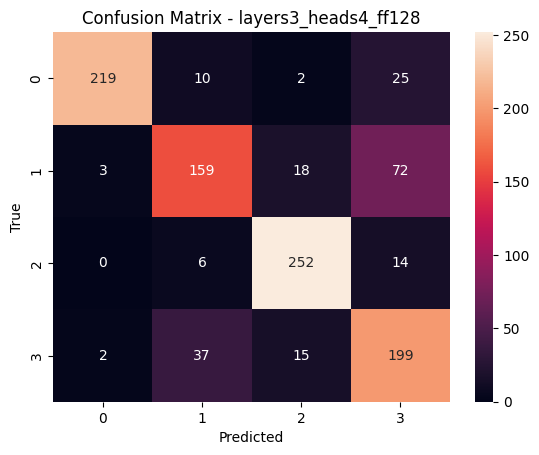 Confusion Matrix - layers3_heads4_ff128
250
0 219 10 2 25
200
1 3 159 18 72
150
True
100
2 0 6 252 14
50
3 2 37 15 199
0
0 1 2 3
Predicted